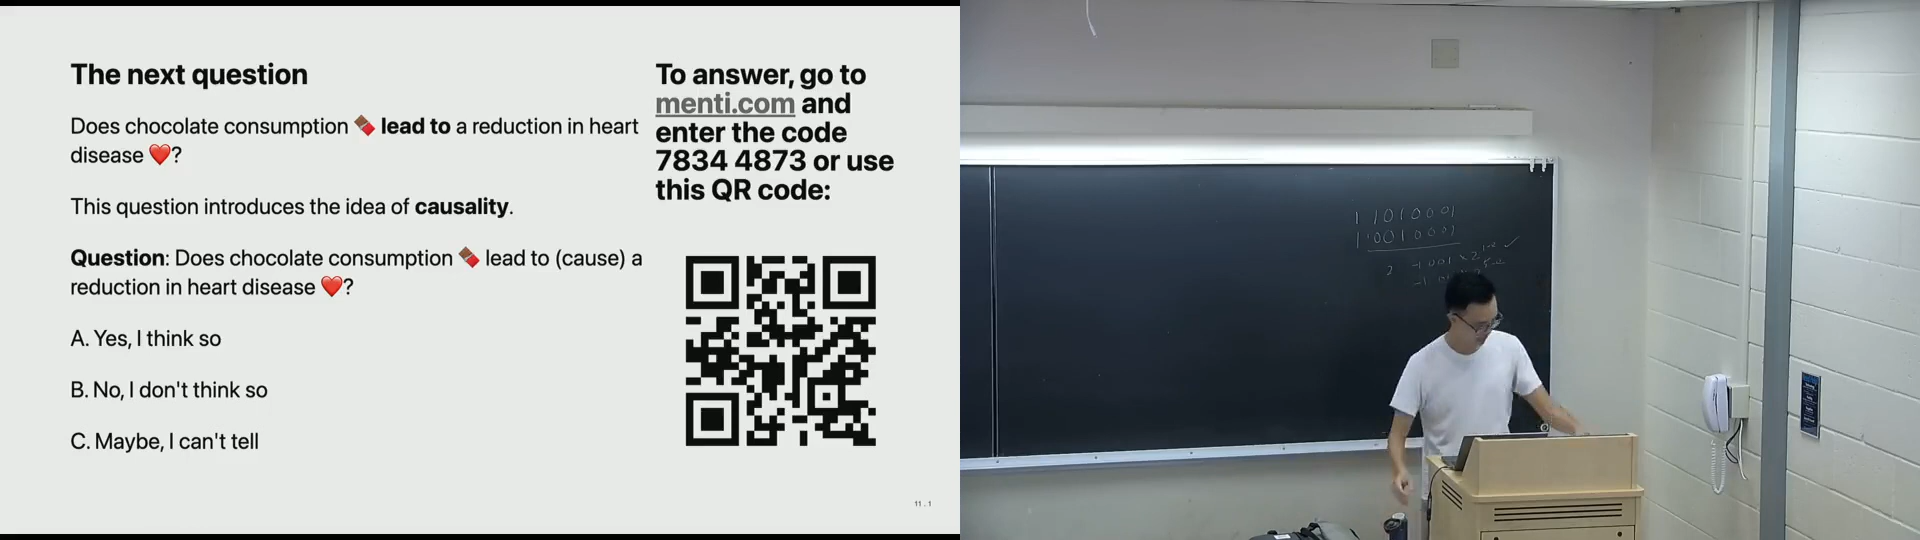 The next question
Does chocolate consumption 🍫 lead to a reduction in heart
disease ❤️?
This question introduces the idea of causality.
Question: Does chocolate consumption 🍫 lead to (cause) a
reduction in heart disease ❤️?
A. Yes, I think so
B. No, I don't think so
C. Maybe, I can't tell
To answer, go to
menti.com and
enter the code
7834 4873 or use
this QR code:
11 . 1
1 1010001